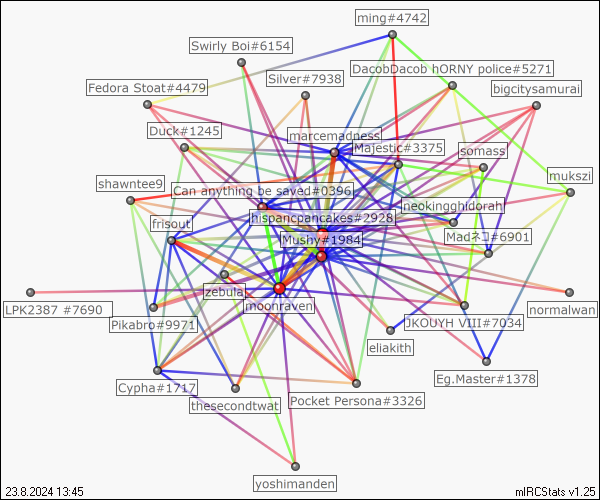 ming#4742
Swirly Boi#6154
DacobDacob hORNY police#5271
Silver#7938
Fedora Stoat#4479
bigcitysamurai
Duck#1245
marcemadness
Majestic#3375
somass
shawntee9
Can anything be saved#0396
mukszi
neokingghidorah
hispancpancakes#2928
frisout
Mushy#1984
Madネコ#6901
zebula
moonraven
LPK2387 #7690
normalwan
Pikabro#9971
JKOUYH VIII#7034
eliakith
Cypha#1717
Eg.Master#1378
thesecondtwat
Pocket Persona#3326
yoshimanden
23.8.2024 13:45
mIRCStats v1.25